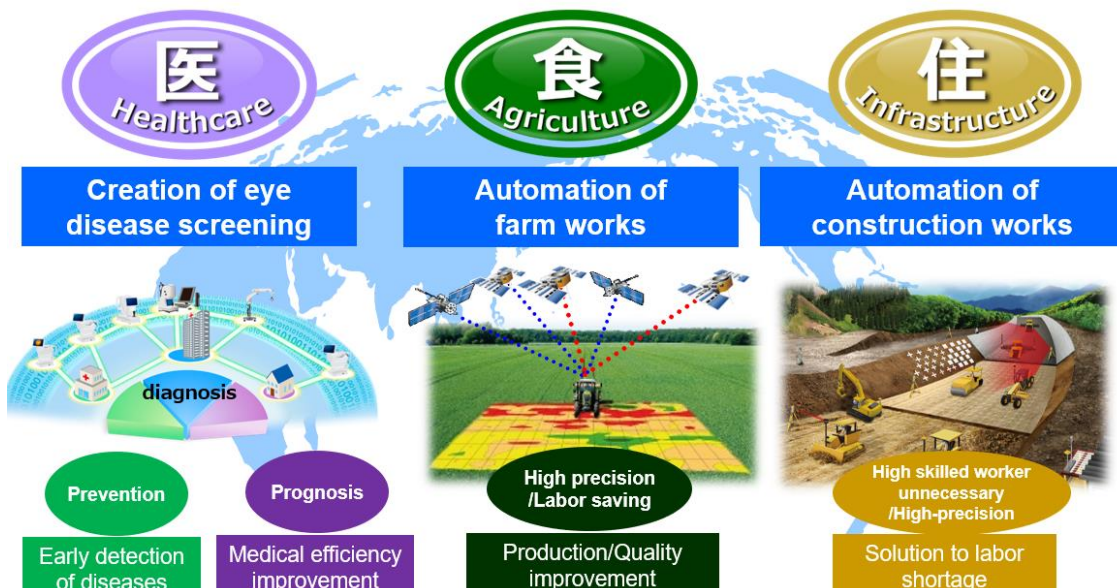 医
Healthcare
食
Agriculture
住
Infrastructure
Creation of eye
disease screening
Automation of
farm works
Automation of
construction works
diagnosis
Prevention
Prognosis
High precision
/Labor saving
High skilled worker
unnecessary
/High-precision
Early detection
of diseases
Medical efficiency
improvement
Production/Quality
improvement
Solution to labor
shortage